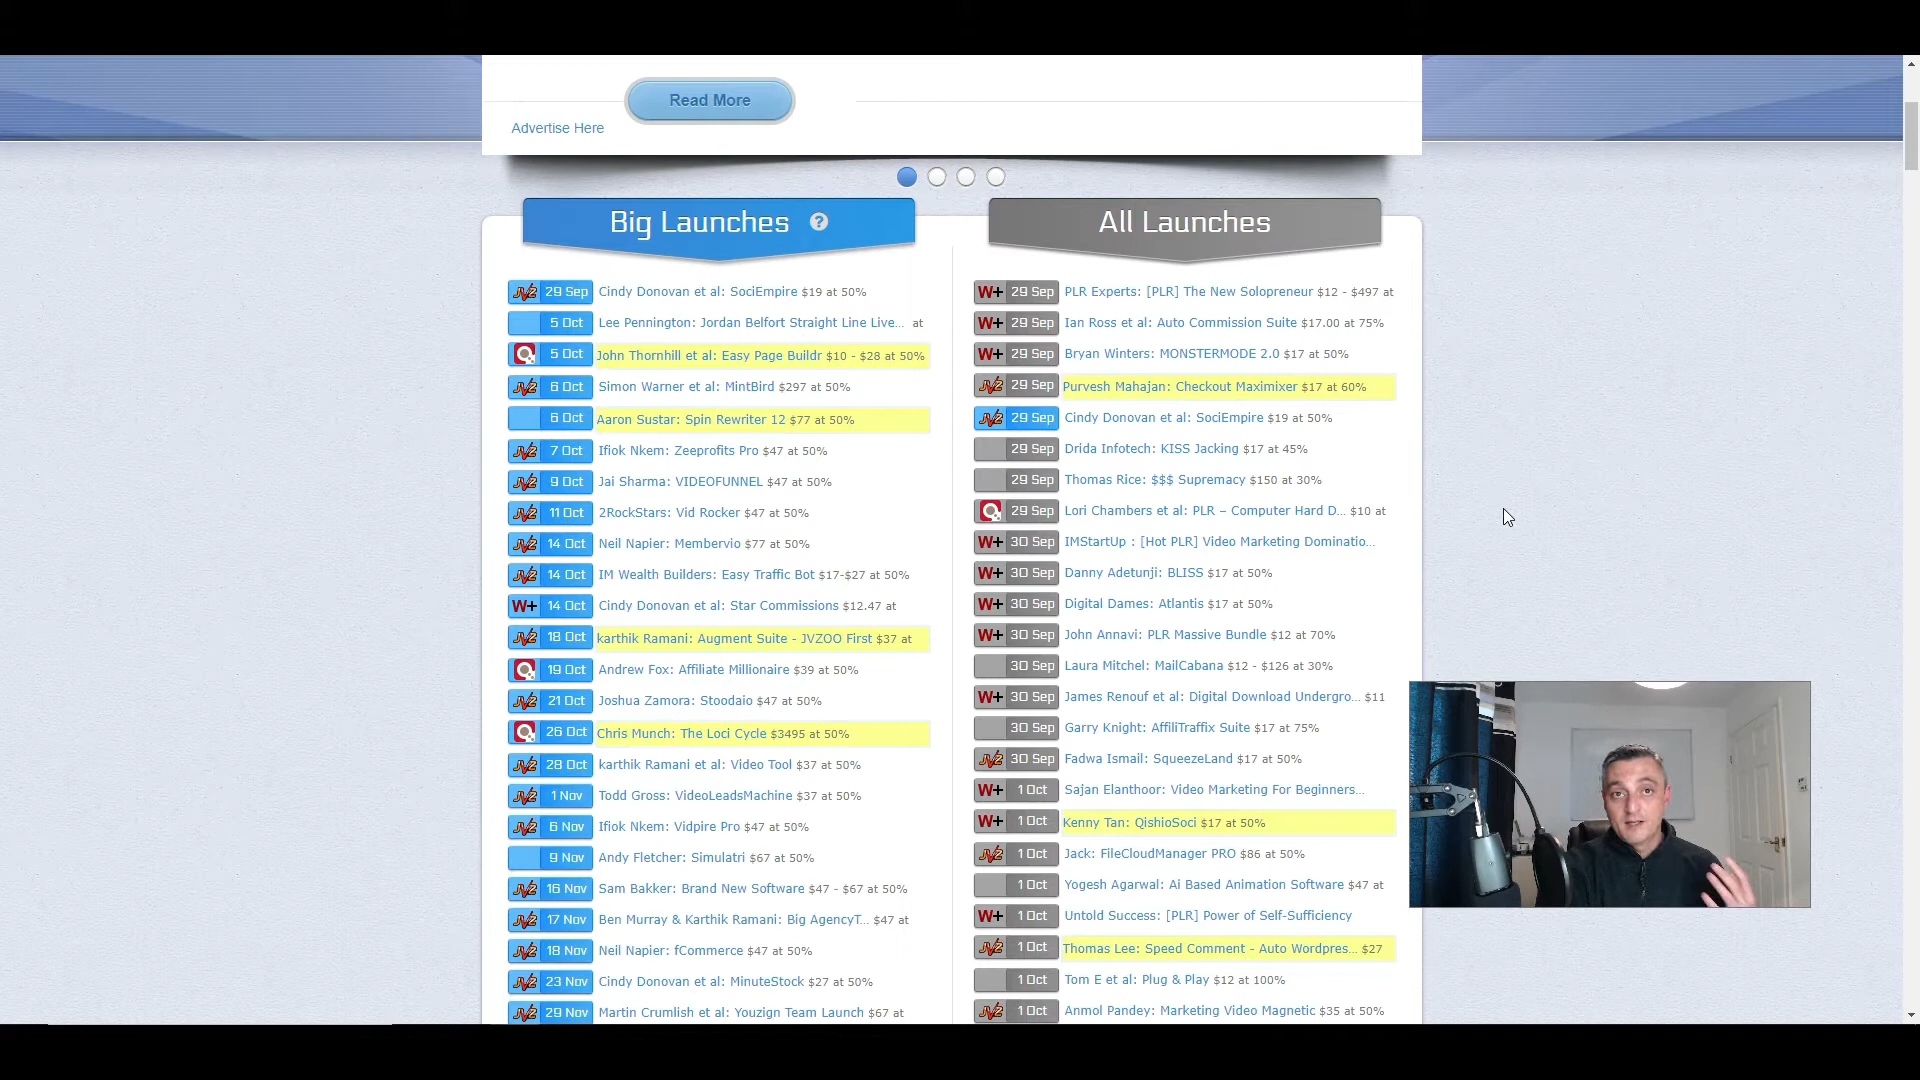 Read More
Advertise Here
Big Launches ?
29 Sep Cindy Donovan et al: SociEmpire $19 at 50%
5 Oct Lee Pennington: Jordan Belfort Straight Line Live... at
5 Oct John Thornhill et al: Easy Page Buildr $10 - $28 at 50%
6 Oct Simon Warner et al: MintBird $297 at 50%
6 Oct Aaron Sustar: Spin Rewriter 12 $77 at 50%
7 Oct Ifiok Nkem: Zeeprofits Pro $47 at 50%
9 Oct Jai Sharma: VIDEOFUNNEL $47 at 50%
11 Oct 2RockStars: Vid Rocker $47 at 50%
14 Oct Neil Napier: Membervio $77 at 50%
14 Oct IM Wealth Builders: Easy Traffic Bot $17-$27 at 50%
W+ 14 Oct Cindy Donovan et al: Star Commissions $12.47 at
18 Oct karthik Ramani: Augment Suite - JVZOO First $37 at
19 Oct Andrew Fox: Affiliate Millionaire $39 at 50%
21 Oct Joshua Zamora: Stoodaio $47 at 50%
26 Oct Chris Munch: The Loci Cycle $3495 at 50%
28 Oct karthik Ramani et al: Video Tool $37 at 50%
1 Nov Todd Gross: VideoLeadsMachine $37 at 50%
6 Nov Ifiok Nkem: Vidpire Pro $47 at 50%
9 Nov Andy Fletcher: Simulatri $67 at 50%
16 Nov Sam Bakker: Brand New Software $47 - $67 at 50%
17 Nov Ben Murray & Karthik Ramani: Big AgencyT... $47 at
18 Nov Neil Napier: fCommerce $47 at 50%
23 Nov Cindy Donovan et al: MinuteStock $27 at 50%
29 Nov Martin Crumlish et al: Youzign Team Launch $67 at
All Launches
W+ 29 Sep PLR Experts: [PLR] The New Solopreneur $12 - $497 at
W+ 29 Sep Ian Ross et al: Auto Commission Suite $17.00 at 75%
W+ 29 Sep Bryan Winters: MONSTERMODE 2.0 $17 at 50%
29 Sep Purvesh Mahajan: Checkout Maximixer $17 at 60%
29 Sep Cindy Donovan et al: SociEmpire $19 at 50%
29 Sep Drida Infotech: KISS Jacking $17 at 45%
29 Sep Thomas Rice: $$$ Supremacy $150 at 30%
29 Sep Lori Chambers et al: PLR – Computer Hard D... $10 at
W+ 30 Sep IMStartUp : [Hot PLR] Video Marketing Dominatio...
W+ 30 Sep Danny Adetunji: BLISS $17 at 50%
W+ 30 Sep Digital Dames: Atlantis $17 at 50%
W+ 30 Sep John Annavi: PLR Massive Bundle $12 at 70%
30 Sep Laura Mitchel: MailCabana $12 - $126 at 30%
W+ 30 Sep James Renouf et al: Digital Download Undergro... $11
30 Sep Garry Knight: AffiliTraffix Suite $17 at 75%
30 Sep Fadwa Ismail: SqueezeLand $17 at 50%
W+ 1 Oct Sajan Elanthoor: Video Marketing For Beginners...
W+ 1 Oct Kenny Tan: QishioSoci $17 at 50%
1 Oct Jack: FileCloudManager PRO $86 at 50%
1 Oct Yogesh Agarwal: Ai Based Animation Software $47 at
W+ 1 Oct Untold Success: [PLR] Power of Self-Sufficiency
1 Oct Thomas Lee: Speed Comment - Auto Wordpres... $27
1 Oct Tom E et al: Plug & Play $12 at 100%
1 Oct Anmol Pandey: Marketing Video Magnetic $35 at 50%